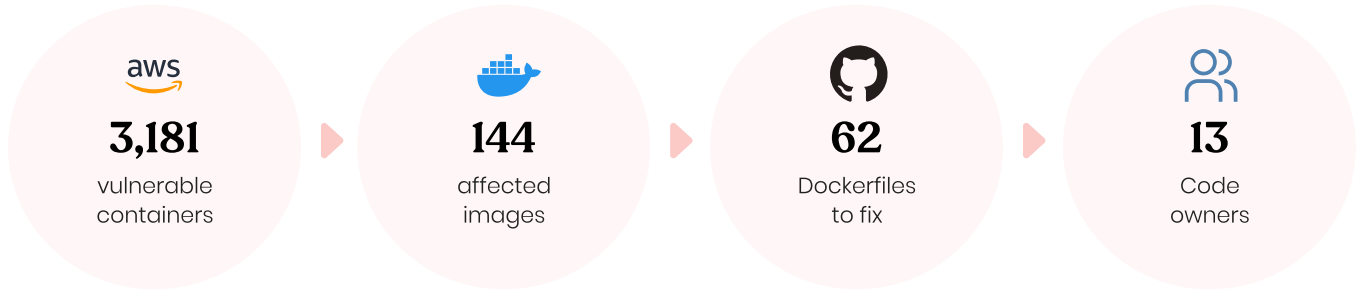 aws
3,181
vulnerable
containers
144
affected
images
62
Dockerfiles
to fix
13
Code
owners